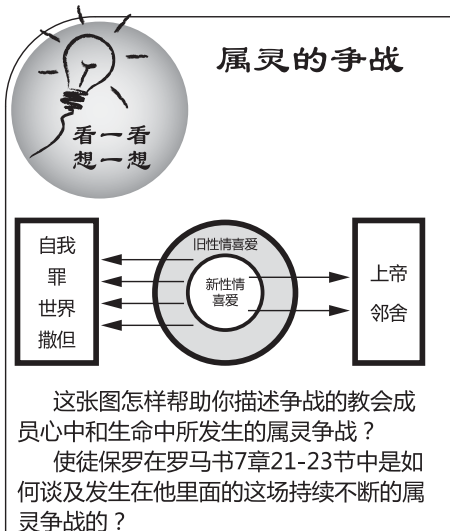 属灵的争战
看一看
想一想
自我
罪
世界
撒但
旧性情喜爱
新性情
喜爱
上帝
邻舍
这张图怎样帮助你描述争战的教会成
员心中和生命中所发生的属灵争战？
使徒保罗在罗马书7章21-23节中是如
何谈及发生在他里面的这场持续不断的属
灵争战的？